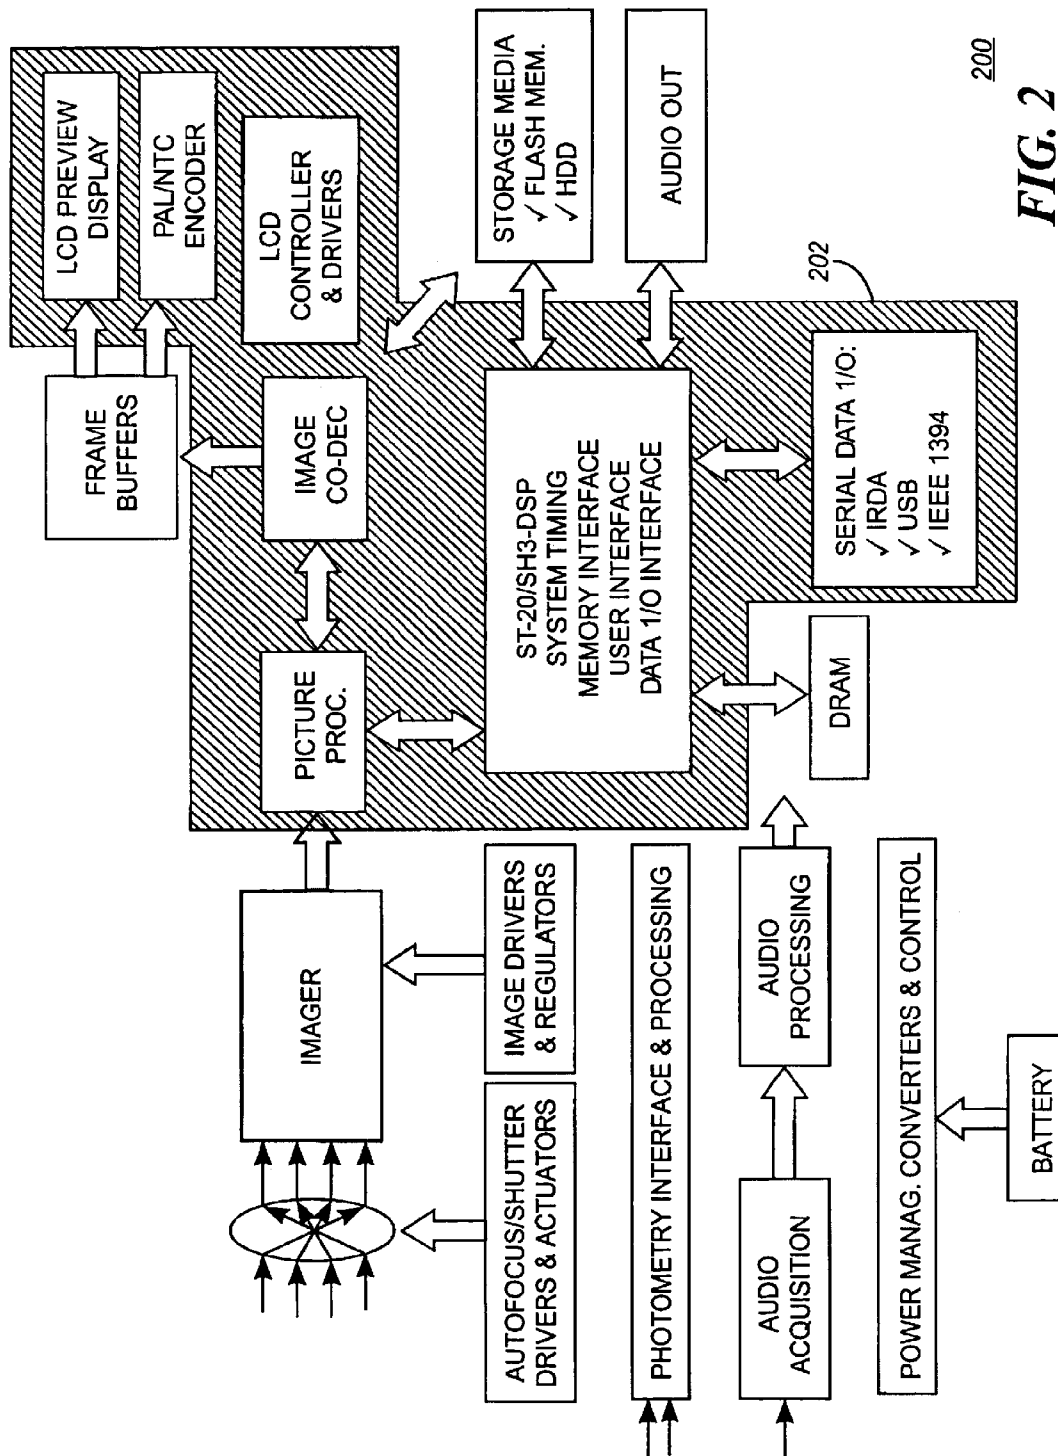 LCD PREVIEW
DISPLAY
PAL/NTC
ENCODER
LCD
CONTROLLER
& DRIVERS
FRAME
BUFFERS
IMAGE
CO-DEC
PICTURE
PROC.
IMAGER
STORAGE MEDIA
✓ FLASH MEM.
✓ HDD
AUDIO OUT
ST-20/SH3-DSP
SYSTEM TIMING
MEMORY INTERFACE
USER INTERFACE
DATA 1/O INTERFACE
202
SERIAL DATA 1/O:
✓ IRDA
✓ USB
✓ IEEE 1394
DRAM
IMAGE DRIVERS
& REGULATORS
AUTOFOCUS/SHUTTER
DRIVERS & ACTUATORS
PHOTOMETRY INTERFACE & PROCESSING
AUDIO
ACQUISITION
AUDIO
PROCESSING
POWER MANAG. CONVERTERS & CONTROL
BATTERY
200
FIG. 2